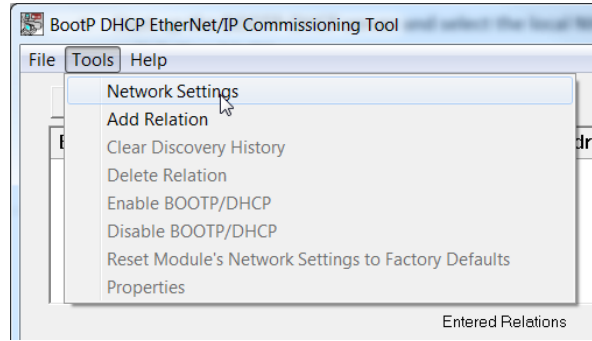 BootP DHCP EtherNet/IP Commissioning Tool
File Tools Help
Network Settings
Add Relation
Clear Discovery History
Delete Relation
Enable BOOTP/DHCP
Disable BOOTP/DHCP
Reset Module's Network Settings to Factory Defaults
Properties
Entered Relations